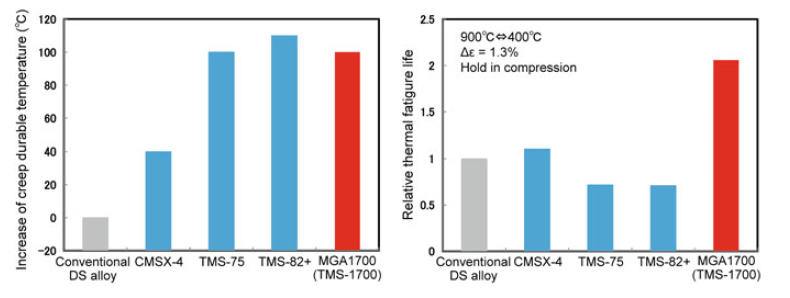 Increase of creep durable temperature (℃)
120
100
80
60
40
20
0
−20
Conventional DS alloy
CMSX-4
TMS-75
TMS-82+
MGA1700
(TMS-1700)
Relative thermal fatigure life
2.5
2
1.5
1
0.5
0
900℃⇔400℃
Δε = 1.3%
Hold in compression
Conventional DS alloy
CMSX-4
TMS-75
TMS-82+
MGA1700
(TMS-1700)